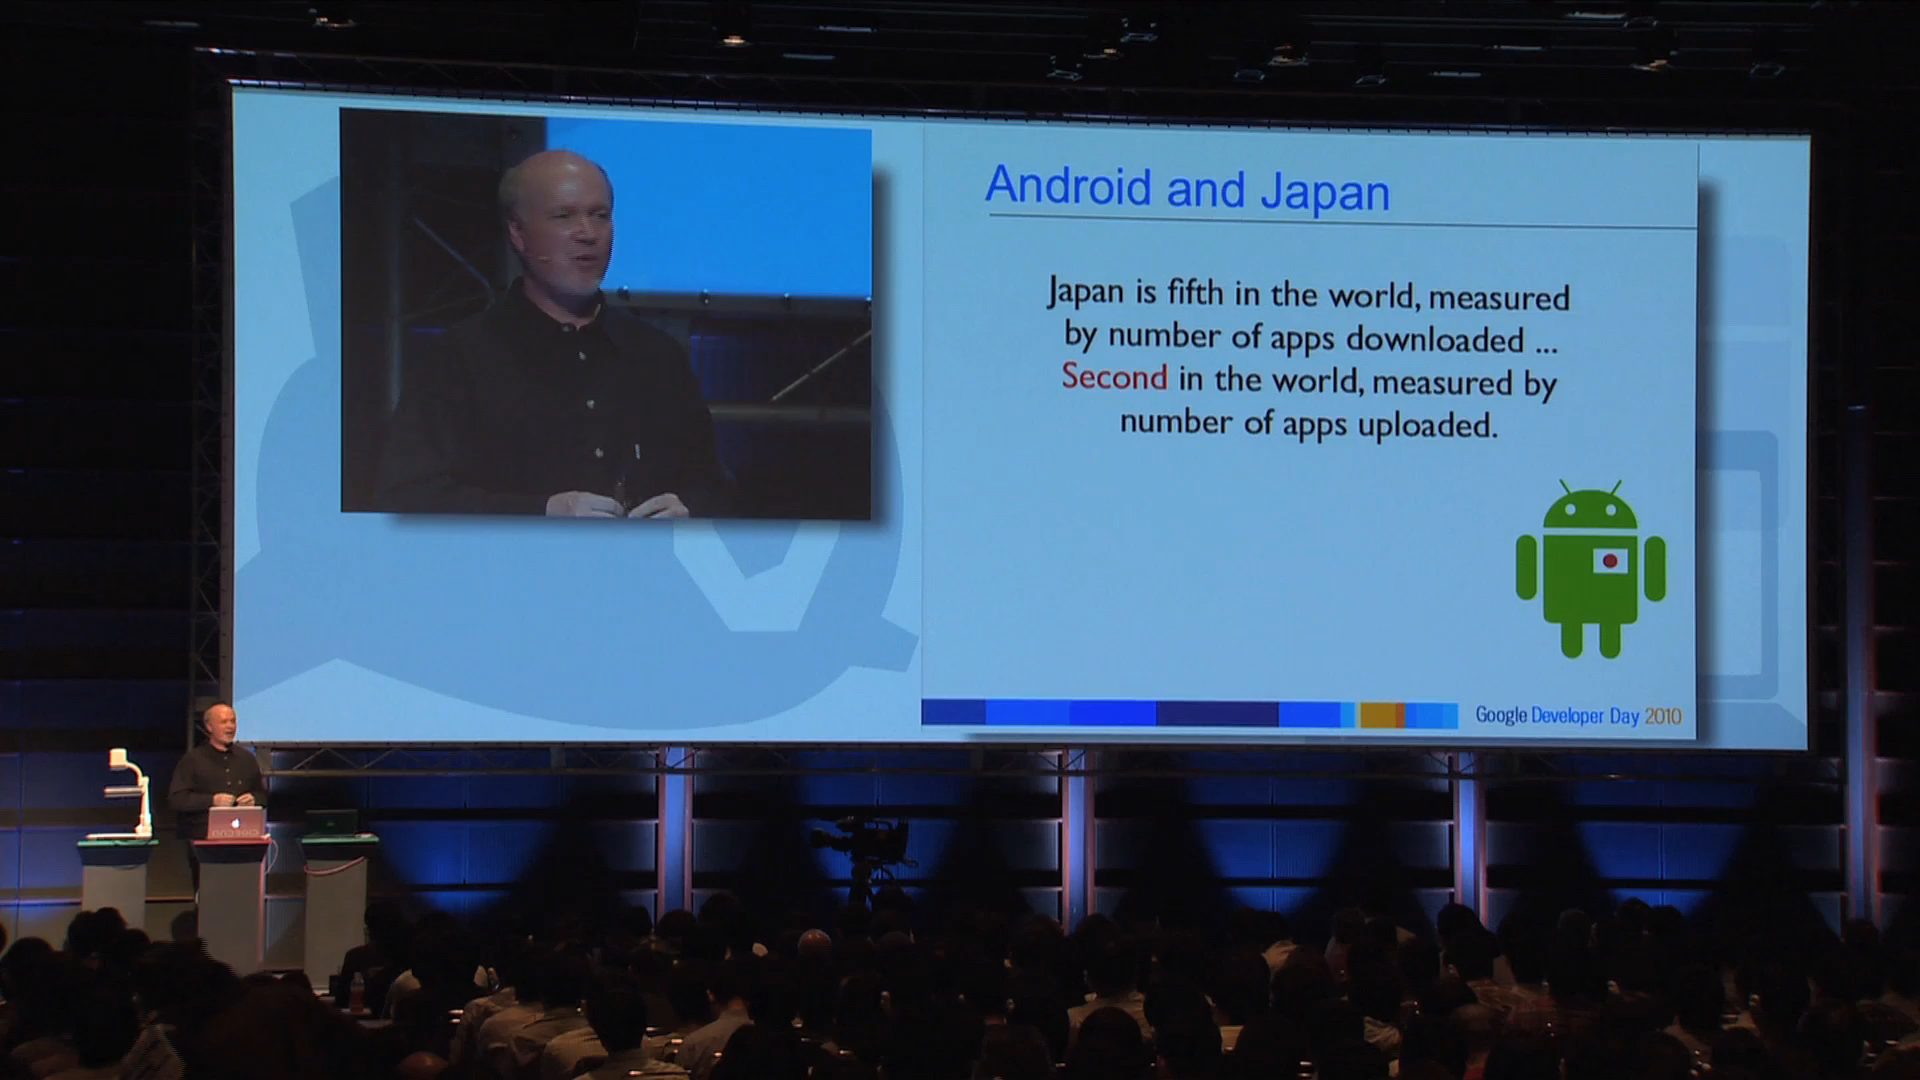 Android and Japan
Japan is fifth in the world, measured
by number of apps downloaded ...
Second in the world, measured by
number of apps uploaded.
Google Developer Day 2010